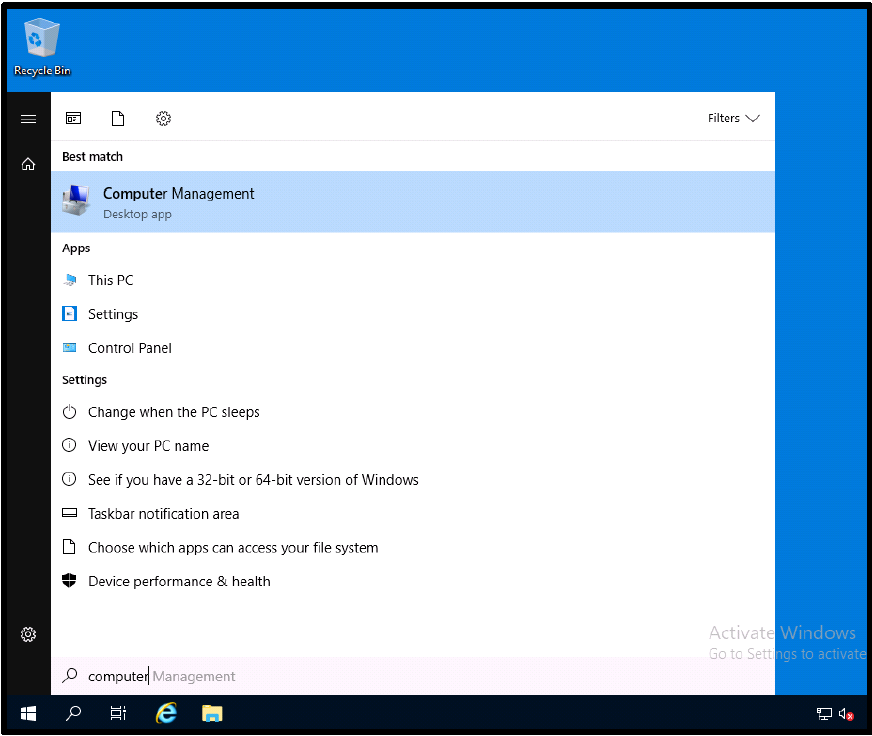 Recycle Bin
Filters
Best match
Computer Management
Desktop app
Apps
This PC
Settings
Control Panel
Settings
Change when the PC sleeps
View your PC name
See if you have a 32-bit or 64-bit version of Windows
Taskbar notification area
Choose which apps can access your file system
Device performance & health
Activate Windows
Go to Settings to activate
computer Management